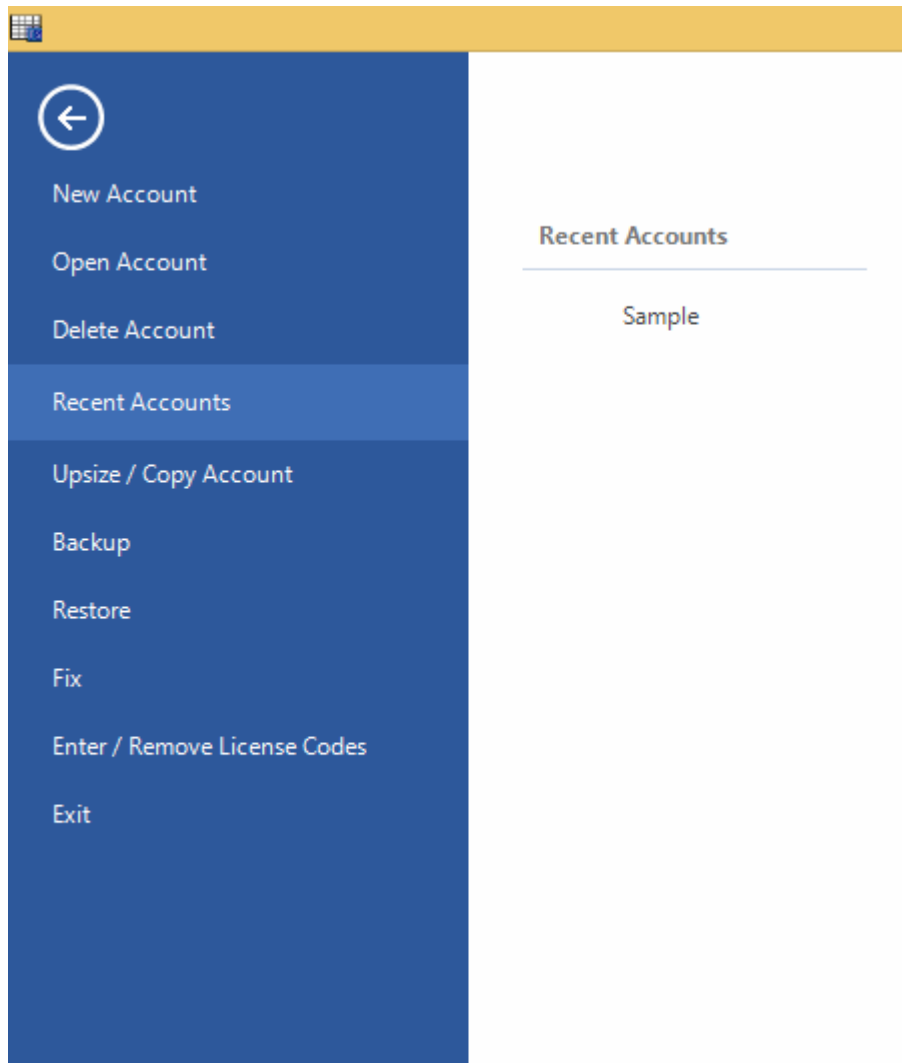 New Account
Open Account
Delete Account
Recent Accounts
Upsize / Copy Account
Backup
Restore
Fix
Enter / Remove License Codes
Exit
Recent Accounts
Sample